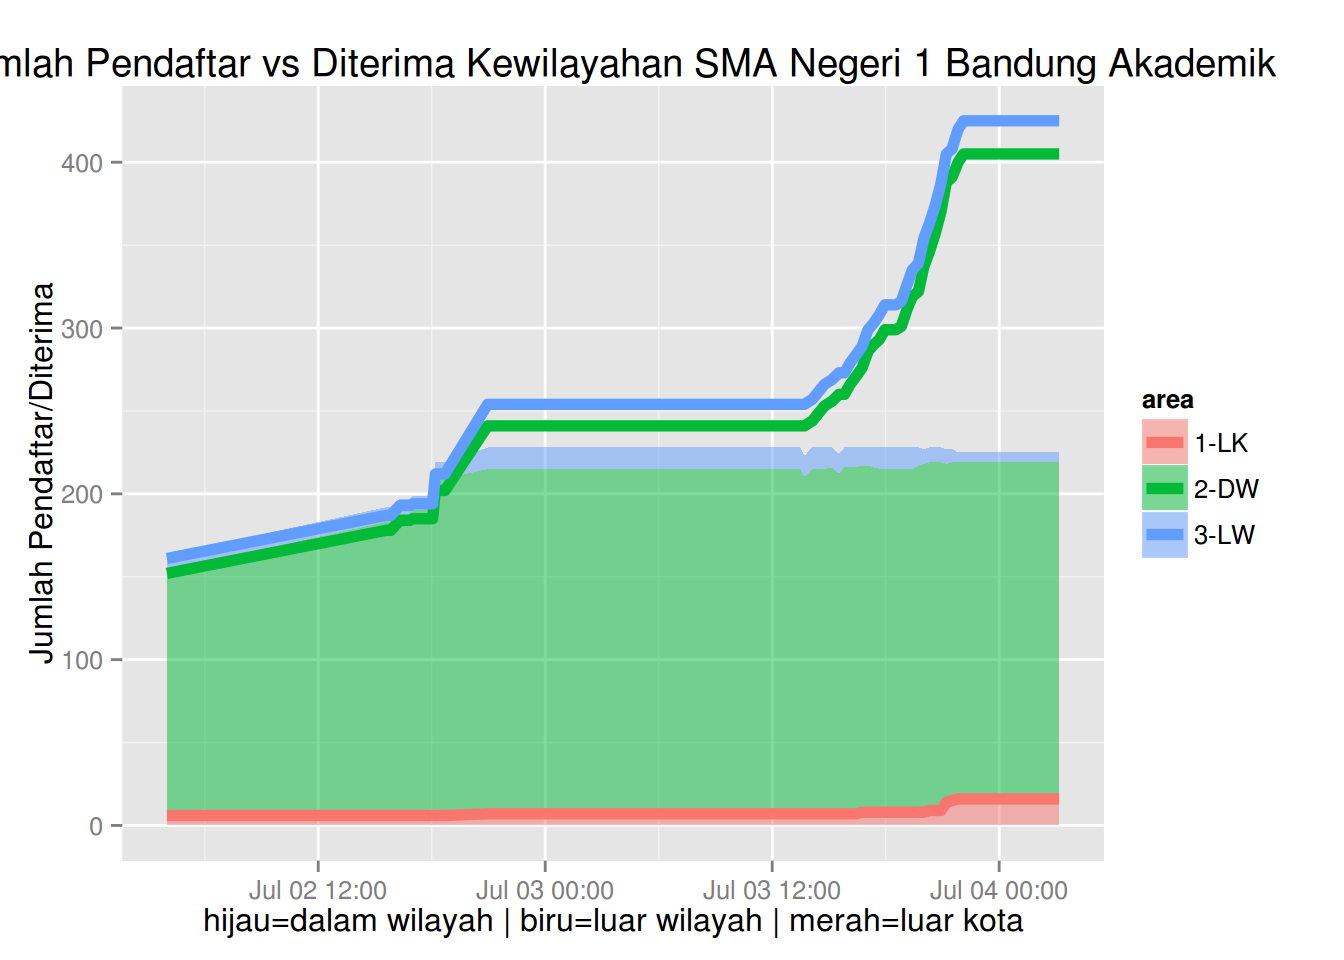 mlah Pendaftar vs Diterima Kewilayahan SMA Negeri 1 Bandung Akademik
Jumlah Pendaftar/Diterima
400
300
200
100
0
Jul 02 12:00
Jul 03 00:00
Jul 03 12:00
Jul 04 00:00
hijau=dalam wilayah | biru=luar wilayah | merah=luar kota
area
1-LK
2-DW
3-LW